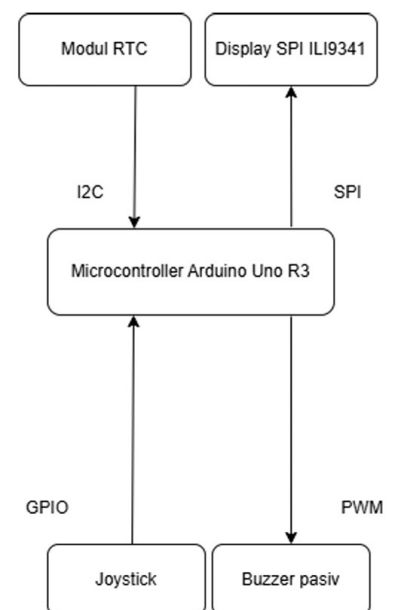 Modul RTC
Display SPI ILI9341
I2C
SPI
Microcontroller Arduino Uno R3
GPIO
PWM
Joystick
Buzzer pasiv